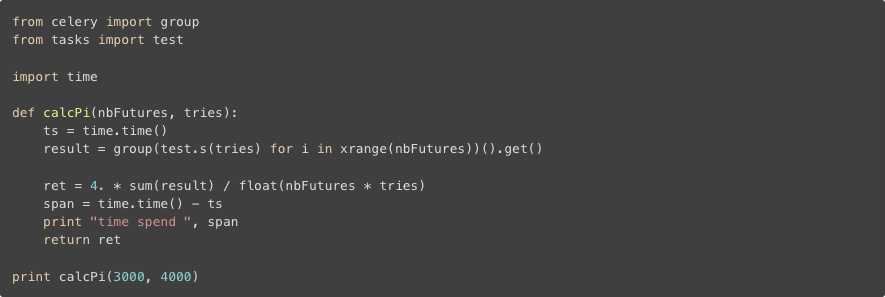 from celery import group
from tasks import test
import time
def calcPi(nbFutures, tries):
    ts = time.time()
    result = group(test.s(tries) for i in xrange(nbFutures))().get()
    ret = 4. * sum(result) / float(nbFutures * tries)
    span = time.time() - ts
    print "time spend ", span
    return ret
print calcPi(3000, 4000)